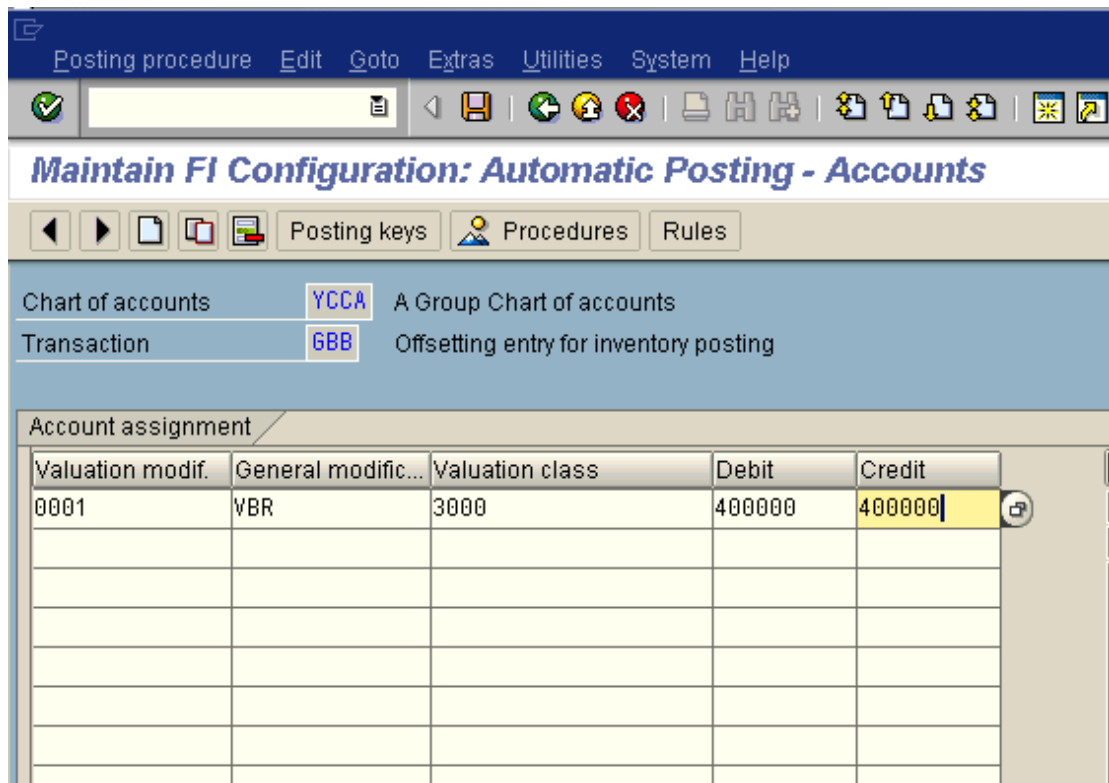 Posting procedure Edit Goto Extras Utilities System Help
Maintain FI Configuration: Automatic Posting - Accounts
Posting keys Procedures Rules
Chart of accounts YCCA A Group Chart of accounts
Transaction GBB Offsetting entry for inventory posting
Account assignment
Valuation modif. General modific... Valuation class Debit Credit
0001 VBR 3000 400000 400000